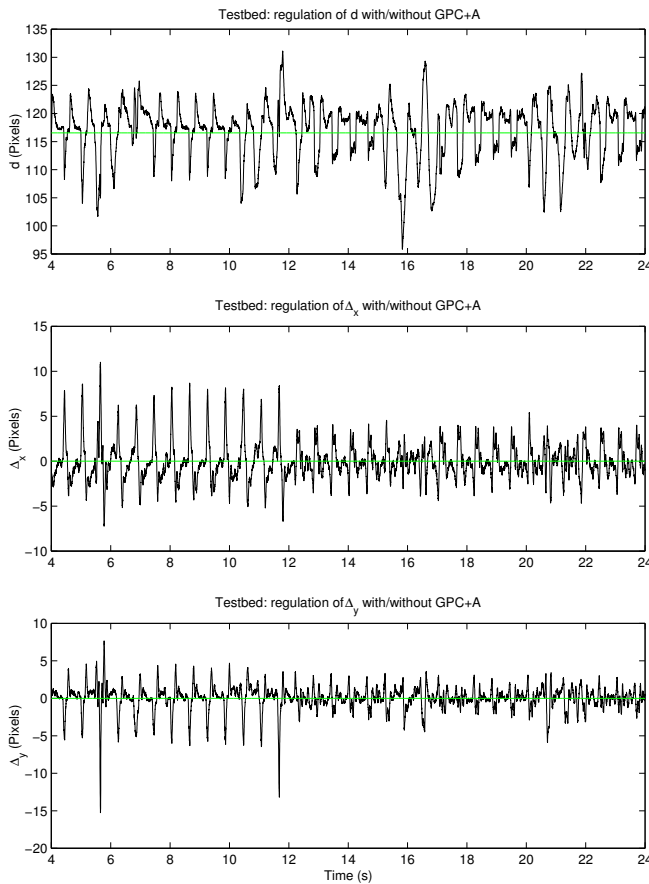 Testbed: regulation of d with/without GPC+A
135
130
125
120
115
110
105
100
95
d (Pixels)
4 6 8 10 12 14 16 18 20 22 24
Testbed: regulation of Δx with/without GPC+A
15
10
5
0
−5
−10
Δx (Pixels)
4 6 8 10 12 14 16 18 20 22 24
Testbed: regulation of Δy with/without GPC+A
10
5
0
−5
−10
−15
−20
Δy (Pixels)
4 6 8 10 12 14 16 18 20 22 24
Time (s)